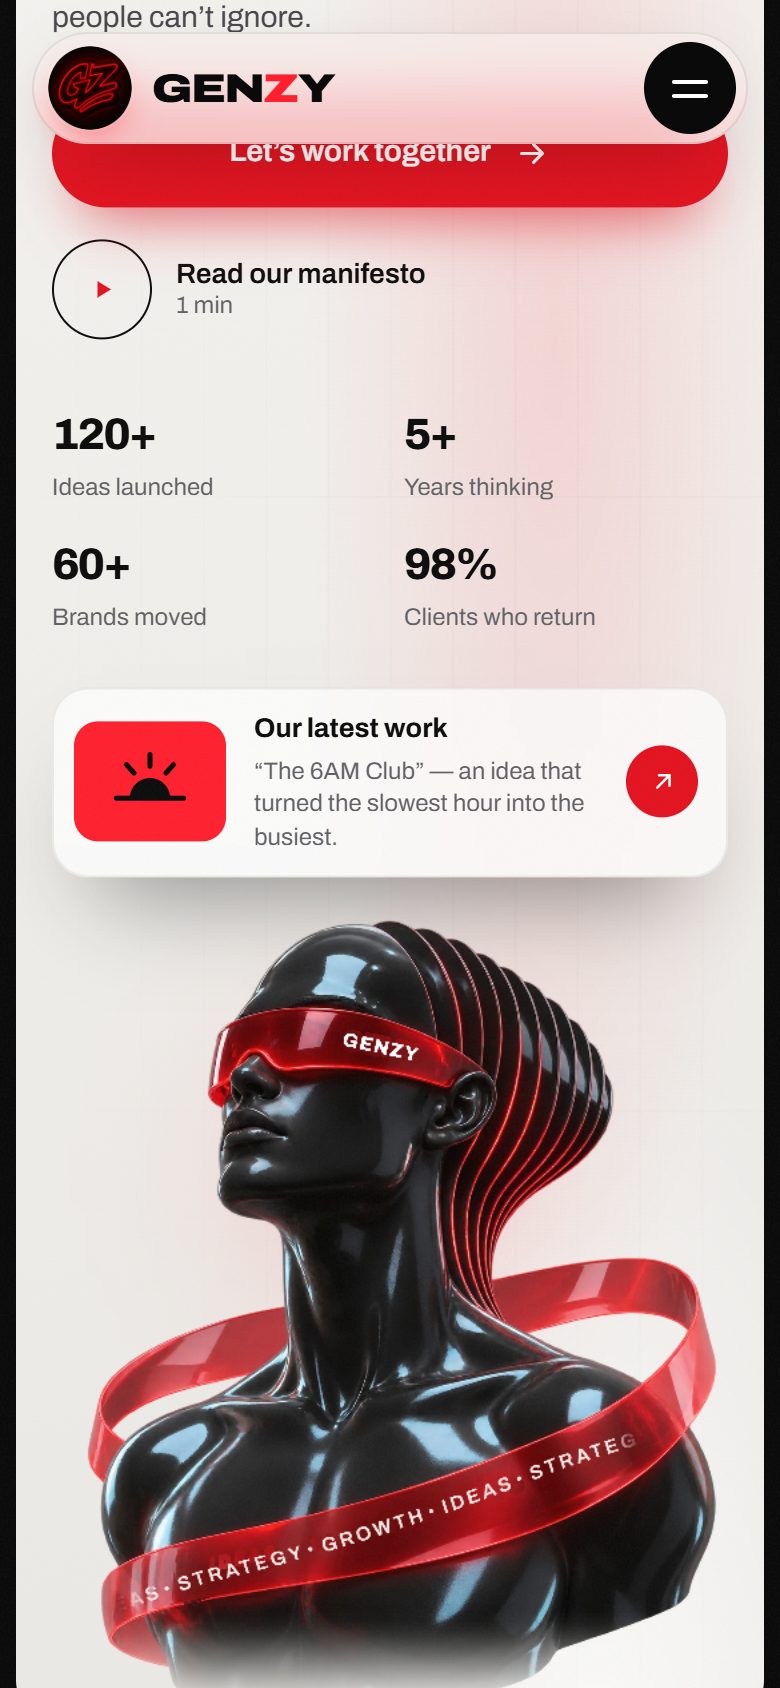 people can’t ignore.
GZ
GENZY
Let’s work together
Read our manifesto
1 min
120+
Ideas launched
5+
Years thinking
60+
Brands moved
98%
Clients who return
Our latest work
“The 6AM Club” — an idea that
turned the slowest hour into the
busiest.
GENZY
AS • STRATEGY • GROWTH • IDEAS • STRATEG